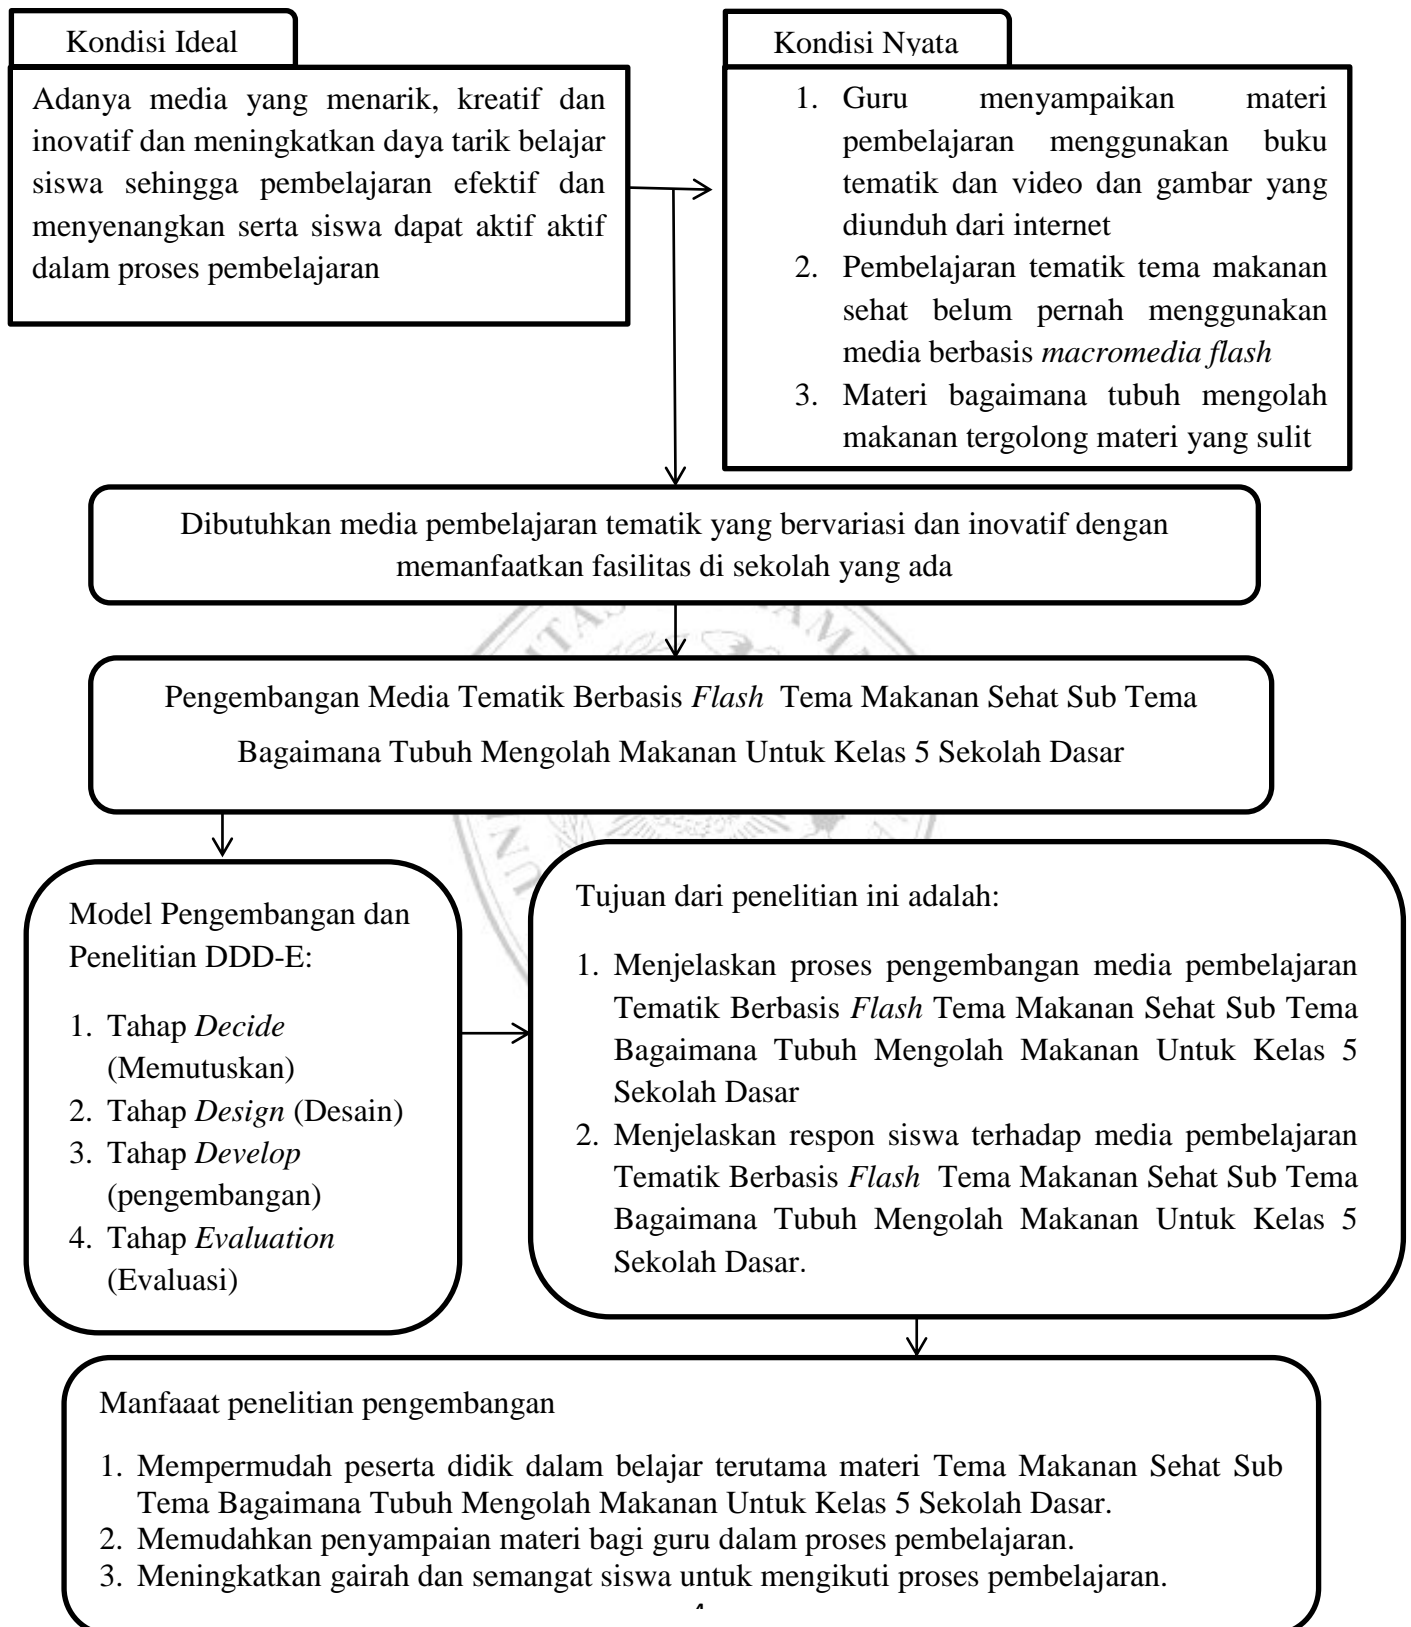 Kondisi Ideal
Adanya media yang menarik, kreatif dan
inovatif dan meningkatkan daya tarik belajar
siswa sehingga pembelajaran efektif dan
menyenangkan serta siswa dapat aktif aktif
dalam proses pembelajaran
Kondisi Nyata
1. Guru menyampaikan materi
pembelajaran menggunakan buku
tematik dan video dan gambar yang
diunduh dari internet
2. Pembelajaran tematik tema makanan
sehat belum pernah menggunakan
media berbasis macromedia flash
3. Materi bagaimana tubuh mengolah
makanan tergolong materi yang sulit
Dibutuhkan media pembelajaran tematik yang bervariasi dan inovatif dengan
memanfaatkan fasilitas di sekolah yang ada
Pengembangan Media Tematik Berbasis Flash Tema Makanan Sehat Sub Tema
Bagaimana Tubuh Mengolah Makanan Untuk Kelas 5 Sekolah Dasar
Model Pengembangan dan
Penelitian DDD-E:
1. Tahap Decide
(Memutuskan)
2. Tahap Design (Desain)
3. Tahap Develop
(pengembangan)
4. Tahap Evaluation
(Evaluasi)
Tujuan dari penelitian ini adalah:
1. Menjelaskan proses pengembangan media pembelajaran
Tematik Berbasis Flash Tema Makanan Sehat Sub Tema
Bagaimana Tubuh Mengolah Makanan Untuk Kelas 5
Sekolah Dasar
2. Menjelaskan respon siswa terhadap media pembelajaran
Tematik Berbasis Flash Tema Makanan Sehat Sub Tema
Bagaimana Tubuh Mengolah Makanan Untuk Kelas 5
Sekolah Dasar.
Manfaaat penelitian pengembangan
1. Mempermudah peserta didik dalam belajar terutama materi Tema Makanan Sehat Sub
Tema Bagaimana Tubuh Mengolah Makanan Untuk Kelas 5 Sekolah Dasar.
2. Memudahkan penyampaian materi bagi guru dalam proses pembelajaran.
3. Meningkatkan gairah dan semangat siswa untuk mengikuti proses pembelajaran.